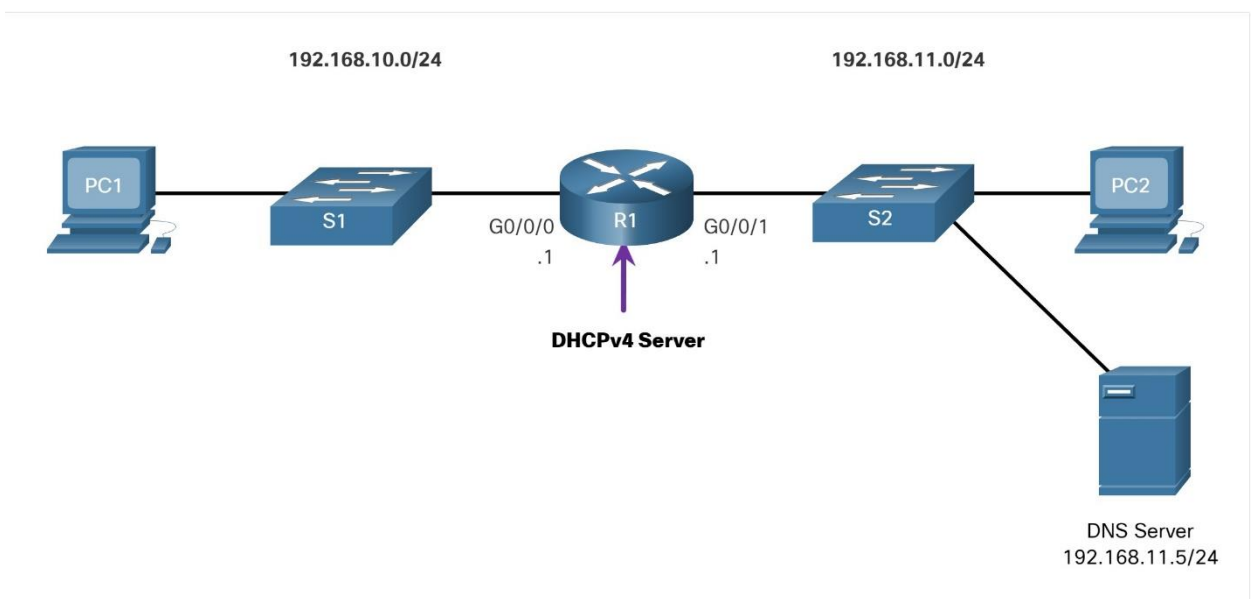 192.168.10.0/24
192.168.11.0/24
PC1
S1
G0/0/0
.1
R1
G0/0/1
.1
S2
PC2
DHCPv4 Server
DNS Server
192.168.11.5/24